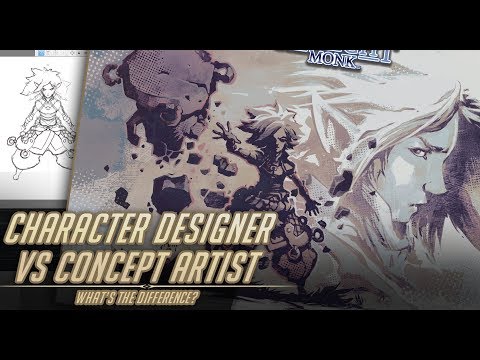 MONK
CHARACTER DESIGNER
VS CONCEPT ARTIST
WHAT'S THE DIFFERENCE?